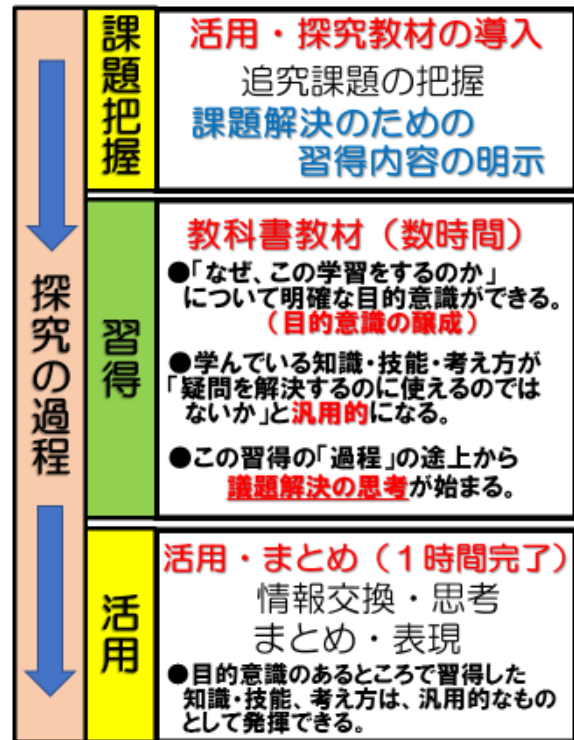 探究の過程
課題把握
活用・探究教材の導入
追究課題の把握
課題解決のための
習得内容の明示
習得
教科書教材（数時間）
●「なぜ、この学習をするのか」
について明確な目的意識ができる。
（目的意識の醸成）
●学んでいる知識・技能・考え方が
「疑問を解決するのに使えるのでは
ないか」と汎用的になる。
●この習得の「過程」の途上から
議題解決の思考が始まる。
活用
活用・まとめ（１時間完了）
情報交換・思考
まとめ・表現
●目的意識のあるところで習得した
知識・技能、考え方は、汎用的なもの
として発揮できる。